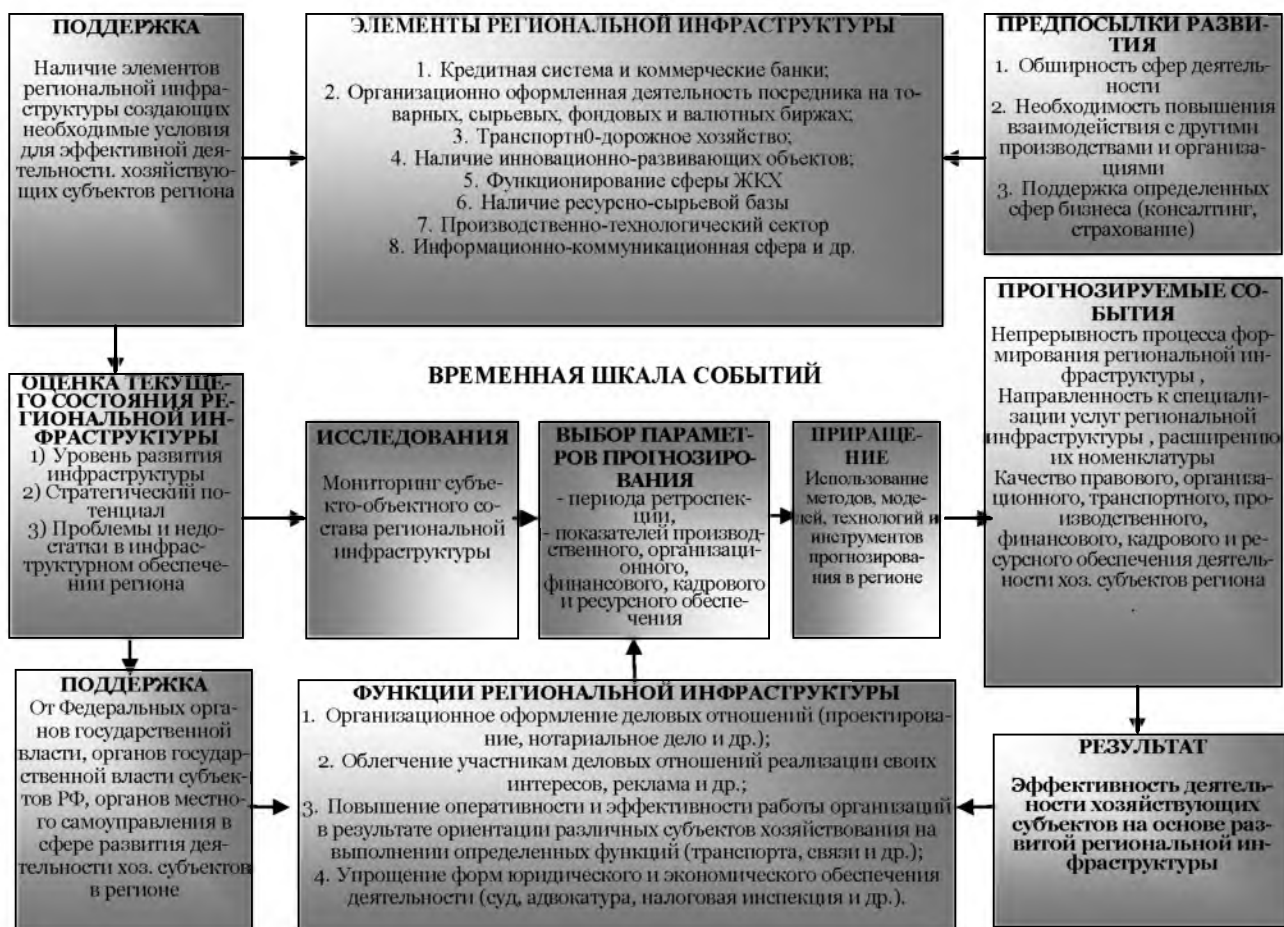 ПОДДЕРЖКА
Наличие элементов
региональной инфра-
структуры создающих
необходимые условия
для эффективной дея-
тельности. хозяйствую-
щих субъектов региона
ЭЛЕМЕНТЫ РЕГИОНАЛЬНОЙ ИНФРАСТРУКТУРЫ
1. Кредитная система и коммерческие банки;
2. Организационно оформленная деятельность посредника на то-
варных, сырьевых, фондовых и валютных биржах;
3. Транспортн0-дорожное хозяйство;
4. Наличие инновационно-развивающих объектов;
5. Функционирование сферы ЖКХ
6. Наличие ресурсно-сырьевой базы
7. Производственно-технологический сектор
8. Информационно-коммуникационная сфера и др.
ПРЕДПОСЫЛКИ РАЗВИ-
ТИЯ
1. Обширность сфер деятель-
ности
2. Необходимость повышения
взаимодействия с другими
производствами и организа-
циями
3. Поддержка определенных
сфер бизнеса (консалтинг,
страхование)
ОЦЕНКА ТЕКУЩЕ-
ГО СОСТОЯНИЯ РЕ-
ГИОНАЛЬНОЙ ИН-
ФРАСТРУКТУРЫ
1) Уровень развития
инфраструктуры
2) Стратегический по-
тенциал
3) Проблемы и недо-
статки в инфрас-
труктурном обеспече-
нии региона
ВРЕМЕННАЯ ШКАЛА СОБЫТИЙ
ИССЛЕДОВАНИЯ
Мониторинг субъе-
кто-объектного со-
става региональной
инфраструктуры
ВЫБОР ПАРАМЕТ-
РОВ ПРОГНОЗИРО-
ВАНИЯ
- периода ретроспек-
ции,
- показателей производ-
ственного, организаци-
онного,
финансового, кадрового
и ресурсного обеспе-
чения
ПРИРАЩЕ-
НИЕ
Использование
методов, моде-
лей, технологий и
инструментов
прогнозирова-
ния в регионе
ПРОГНОЗИРУЕМЫЕ СО-
БЫТИЯ
Непрерывность процесса фор-
мирования региональной ин-
фраструктуры ,
Направленность к специали-
зации услуг региональной
инфраструктуры , расширению
их номенклатуры
Качество правового, организа-
ционного, транспортного, про-
изводственного,
финансового, кадрового и ре-
сурсного обеспечения деятель-
ности хоз. субъектов региона
.
ПОДДЕРЖКА
От Федеральных орга-
нов государственной
власти, органов государ-
ственной власти субъек-
тов РФ, органов местно-
го самоуправления в
сфере развития дея-
тельности хоз. субъектов
в регионе
ФУНКЦИИ РЕГИОНАЛЬНОЙ ИНФРАСТРУКТУРЫ
1. Организационное оформление деловых отношений (проектирова-
ние, нотариальное дело и др.);
2. Облегчение участникам деловых отношений реализации своих
интересов, реклама и др.;
3. Повышение оперативности и эффективности работы организаций
в результате ориентации различных субъектов хозяйствования на
выполнении определенных функций (транспорта, связи и др.);
4. Упрощение форм юридического и экономического обеспечения
деятельности (суд, адвокатура, налоговая инспекция и др.).
РЕЗУЛЬТАТ
Эффективность деятель-
ности хозяйствующих
субъектов на основе раз-
витой региональной ин-
фраструктуры